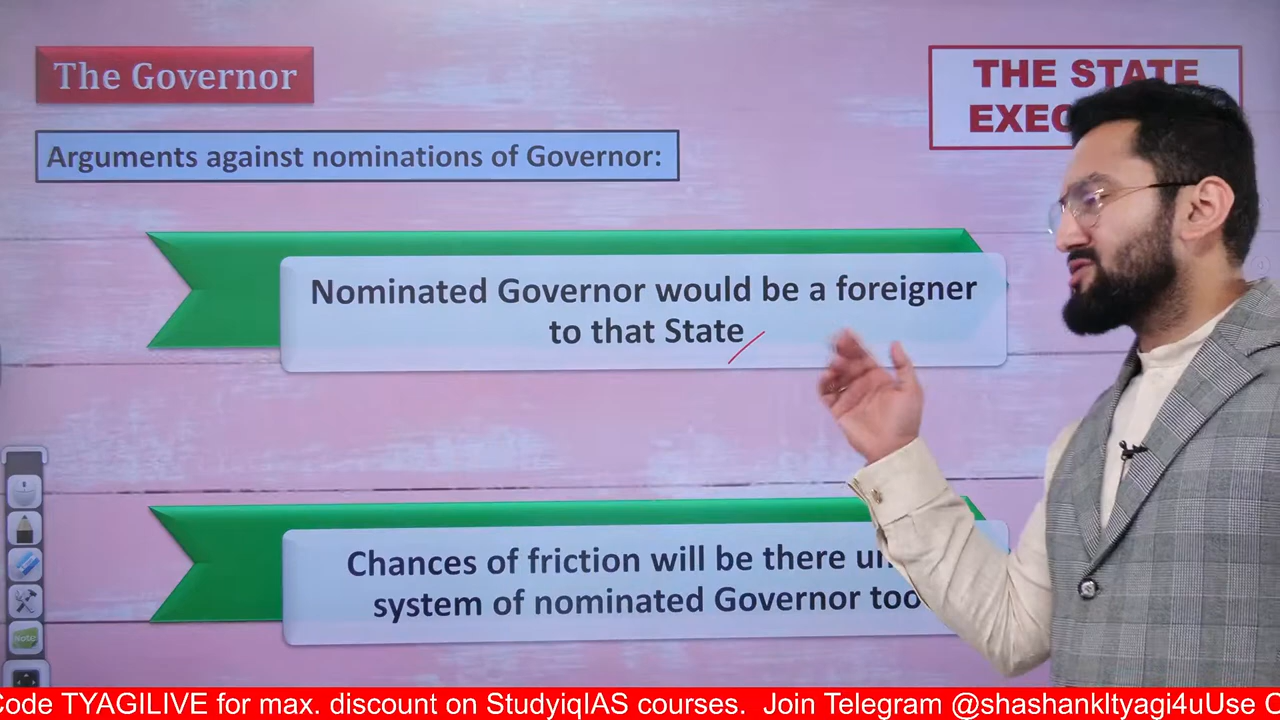 The Governor
THE STATE
Arguments against nominations of Governor:
Nominated Governor would be a foreigner
to that State
Chances of friction will be there
system of nominated Governor too
Code TYAGILIVE for max. discount on StudyiqIAS courses. Join Telegram @shashankltyagi4uUse